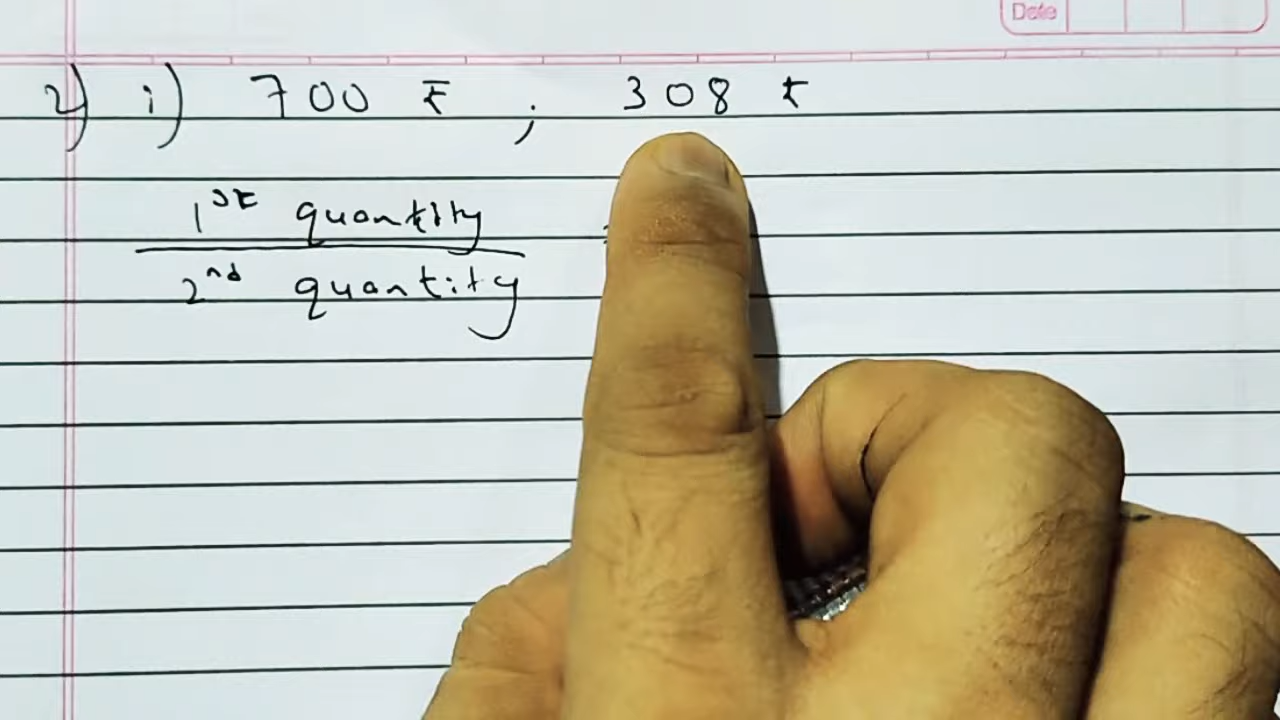 Date
2) i) 700 ₹ ; 308 ₹
1st quantity
2nd quantity